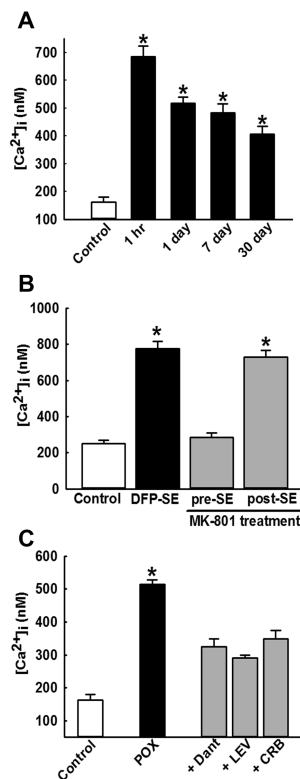 A
[Ca²⁺]i (nM)
700
600
500
400
300
200
100
*
*
*
*
Control
1 hr
1 day
7 day
30 day
B
[Ca²⁺]i (nM)
1000
800
600
400
200
0
*
*
Control DFP-SE pre-SE post-SE
MK-801 treatment
C
[Ca²⁺]i (nM)
600
500
400
300
200
100
*
Control
POX
+ Dant
+ LEV
+ CRB